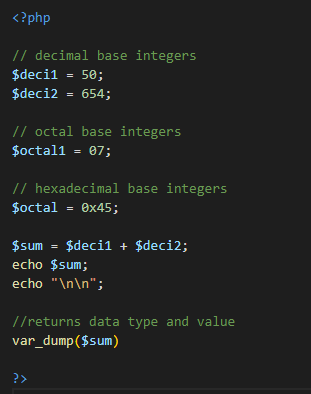 <?php
// decimal base integers
$deci1 = 50;
$deci2 = 654;
// octal base integers
$octal1 = 07;
// hexadecimal base integers
$octal = 0x45;
$sum = $deci1 + $deci2;
echo $sum;
echo "\n\n";
//returns data type and value
var_dump($sum)
?>